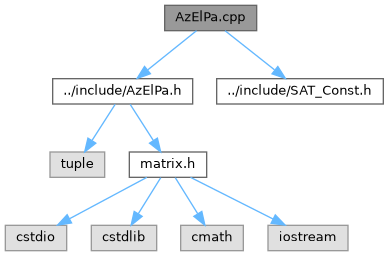 AzElPa.cpp
../include/AzElPa.h
../include/SAT_Const.h
tuple
matrix.h
cstdio
cstdlib
cmath
iostream